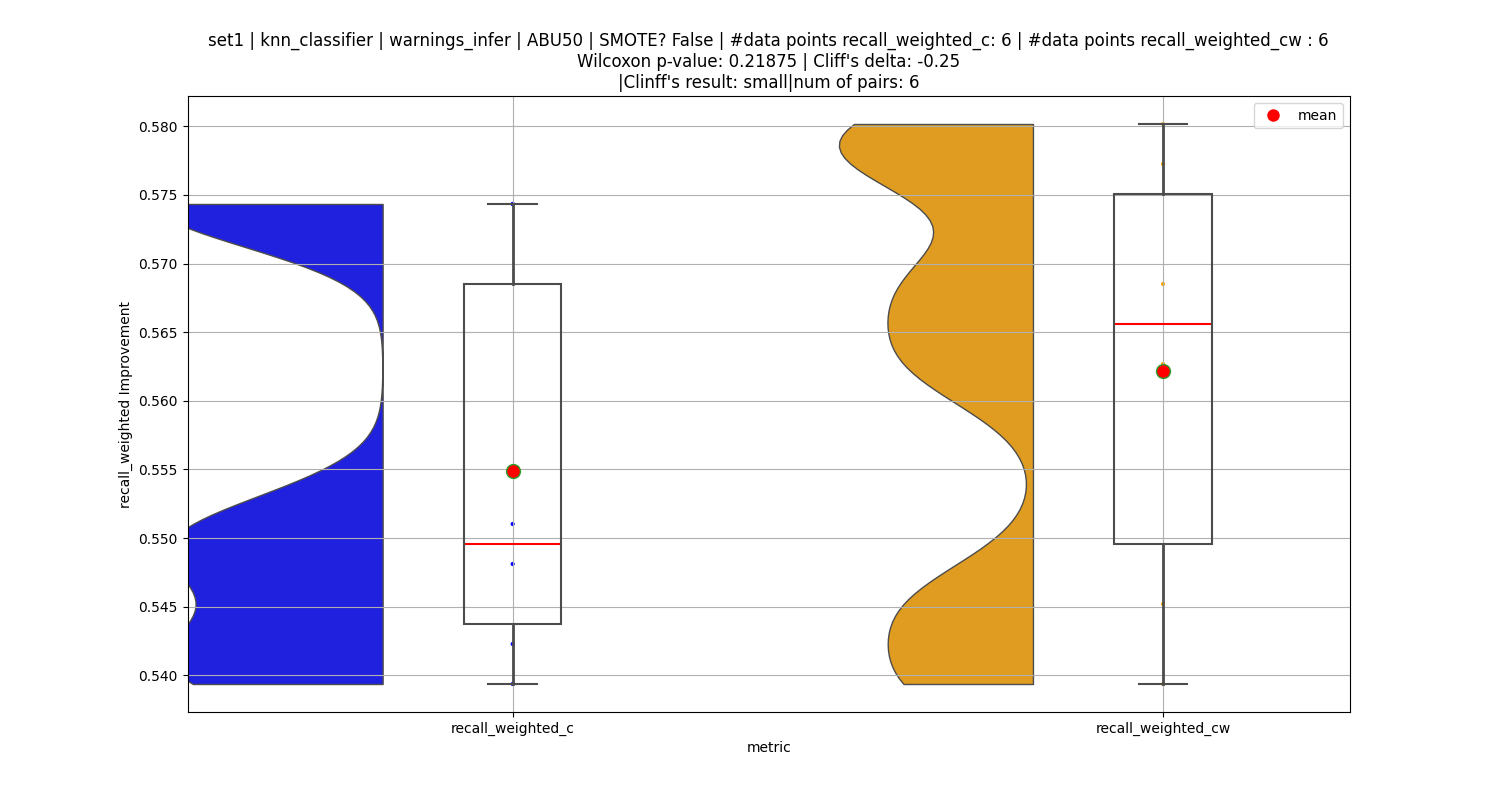 set1 | knn_classifier | warnings_infer | ABU50 | SMOTE? False | #data points recall_weighted_c: 6 | #data points recall_weighted_cw : 6
Wilcoxon p-value: 0.21875 | Cliff's delta: -0.25
|Clinff's result: small|num of pairs: 6
mean
0.580
0.575
0.570
0.565
0.560
0.555
0.550
0.545
0.540
recall_weighted Improvement
recall_weighted_c
recall_weighted_cw
metric